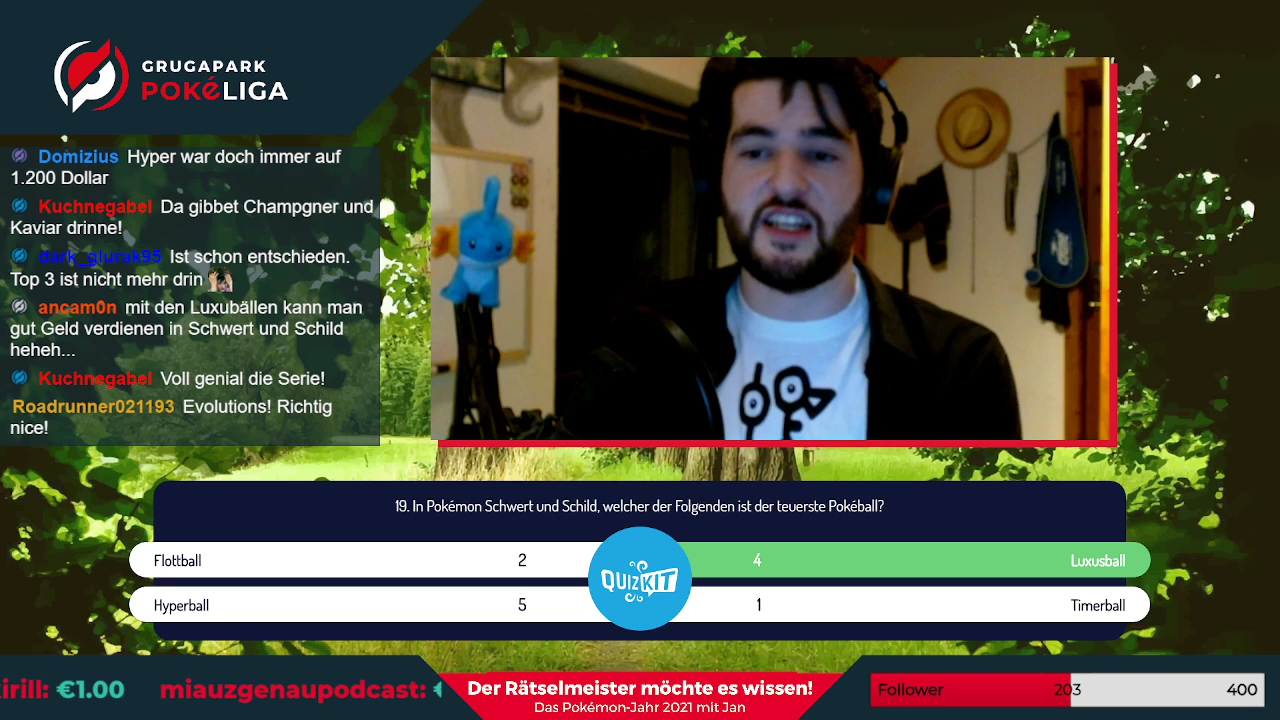 GRUGAPARK
POKéLIGA
Domizius Hyper war doch immer auf
1.200 Dollar
Kuchnegabel Da gibbet Champgner und
Kaviar drinne!
dark_glurak95 Ist schon entschieden.
Top 3 ist nicht mehr drin
ancam0n mit den Luxubällen kann man
gut Geld verdienen in Schwert und Schild
heheh...
Kuchnegabel Voll genial die Serie!
Roadrunner021193 Evolutions! Richtig
nice!
19. In Pokémon Schwert und Schild, welcher der Folgenden ist der teuerste Pokéball?
Flottball 2 4 Luxusball
QUIZKIT
Hyperball 5 1 Timerball
irill: €1.00 miauzgenaupodcast: €
Der Rätselmeister möchte es wissen!
Das Pokémon-Jahr 2021 mit Jan
Follower 203 400